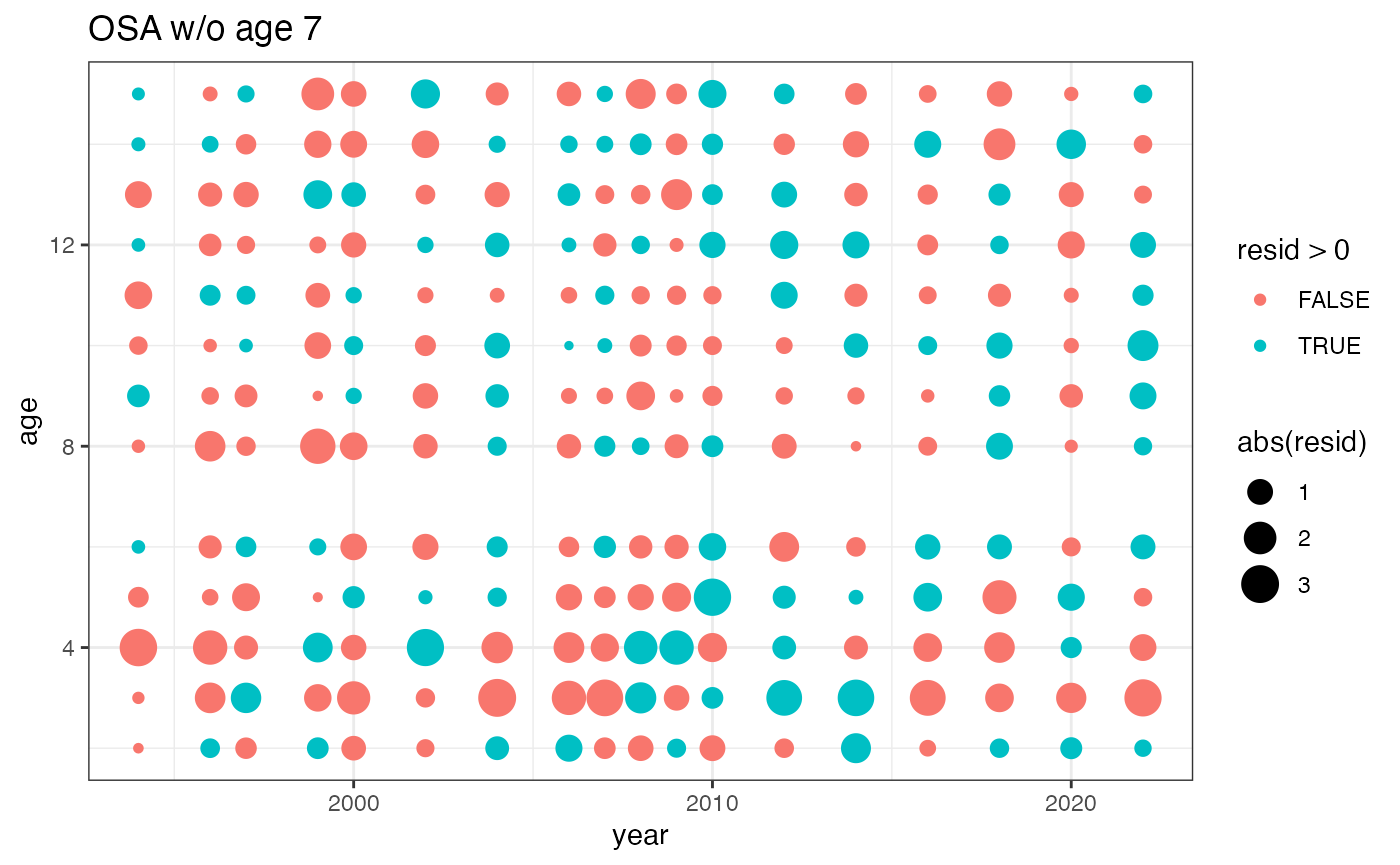 OSA w/o age 7
age
12
8
4
2000
2010
2020
year
resid > 0
FALSE
TRUE
abs(resid)
1
2
3